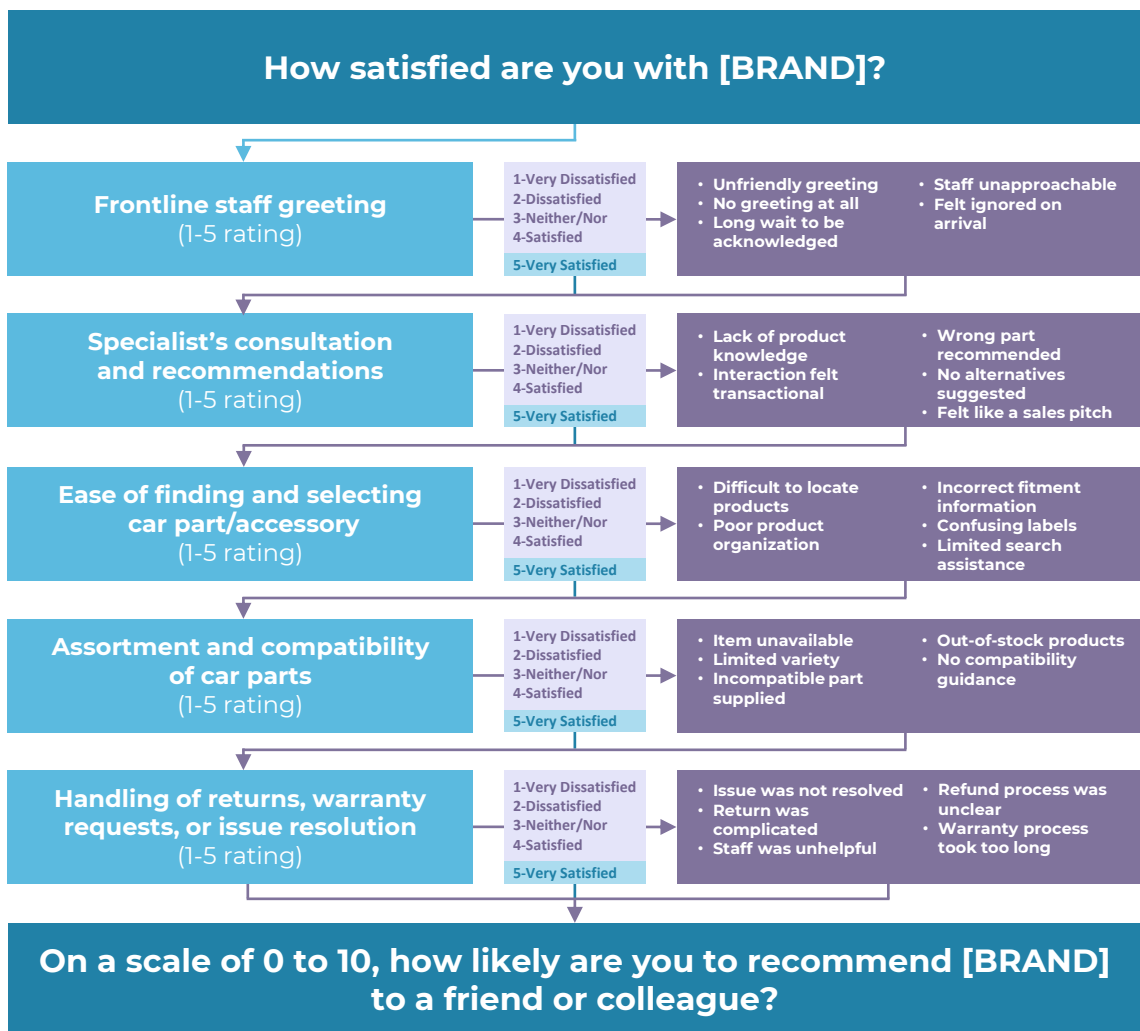 How satisfied are you with [BRAND]?
Frontline staff greeting
(1-5 rating)
1-Very Dissatisfied
2-Dissatisfied
3-Neither/Nor
4-Satisfied
5-Very Satisfied
• Unfriendly greeting
• No greeting at all
• Long wait to be
acknowledged
• Staff unapproachable
• Felt ignored on
arrival
Specialist’s consultation
and recommendations
(1-5 rating)
1-Very Dissatisfied
2-Dissatisfied
3-Neither/Nor
4-Satisfied
5-Very Satisfied
• Lack of product
knowledge
• Interaction felt
transactional
• Wrong part
recommended
• No alternatives
suggested
• Felt like a sales pitch
Ease of finding and selecting
car part/accessory
(1-5 rating)
1-Very Dissatisfied
2-Dissatisfied
3-Neither/Nor
4-Satisfied
5-Very Satisfied
• Difficult to locate
products
• Poor product
organization
• Incorrect fitment
information
• Confusing labels
• Limited search
assistance
Assortment and compatibility
of car parts
(1-5 rating)
1-Very Dissatisfied
2-Dissatisfied
3-Neither/Nor
4-Satisfied
5-Very Satisfied
• Item unavailable
• Limited variety
• Incompatible part
supplied
• Out-of-stock products
• No compatibility
guidance
Handling of returns, warranty
requests, or issue resolution
(1-5 rating)
1-Very Dissatisfied
2-Dissatisfied
3-Neither/Nor
4-Satisfied
5-Very Satisfied
• Issue was not resolved
• Return was
complicated
• Staff was unhelpful
• Refund process was
unclear
• Warranty process
took too long
On a scale of 0 to 10, how likely are you to recommend [BRAND]
to a friend or colleague?